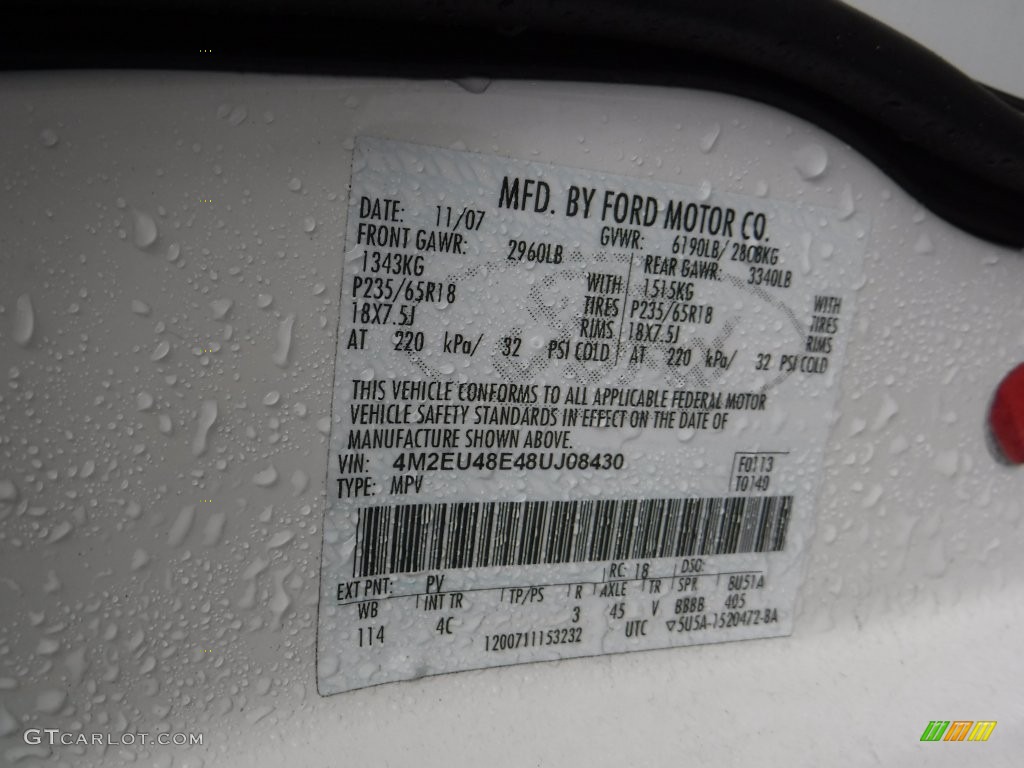 MFD. BY FORD MOTOR CO.
DATE: 11/07 GVWR: 6190LB/ 2808KG
FRONT GAWR: 2960LB REAR GAWR: 3340LB
1343KG WITH 1515KG WITH
P235/65R18 TIRES P235/65R18 TIRES
18X7.5J RIMS 18X7.5J RIMS
AT 220 kPa/ 32 PSI COLD AT 220 kPa/ 32 PSI COLD
THIS VEHICLE CONFORMS TO ALL APPLICABLE FEDERAL MOTOR
VEHICLE SAFETY STANDARDS IN EFFECT ON THE DATE OF
MANUFACTURE SHOWN ABOVE.
VIN: 4M2EU48E48UJ08430 F0113
TYPE: MPV T0140
EXT PNT: PV RC: 18 DSO:
WB INT TR TP/PS R AXLE TR SPR BU51A
114 4C 3 45 V BBBB 405
1200711153232 UTC ▽5U5A-1520472-BA
GTCARLOT.COM